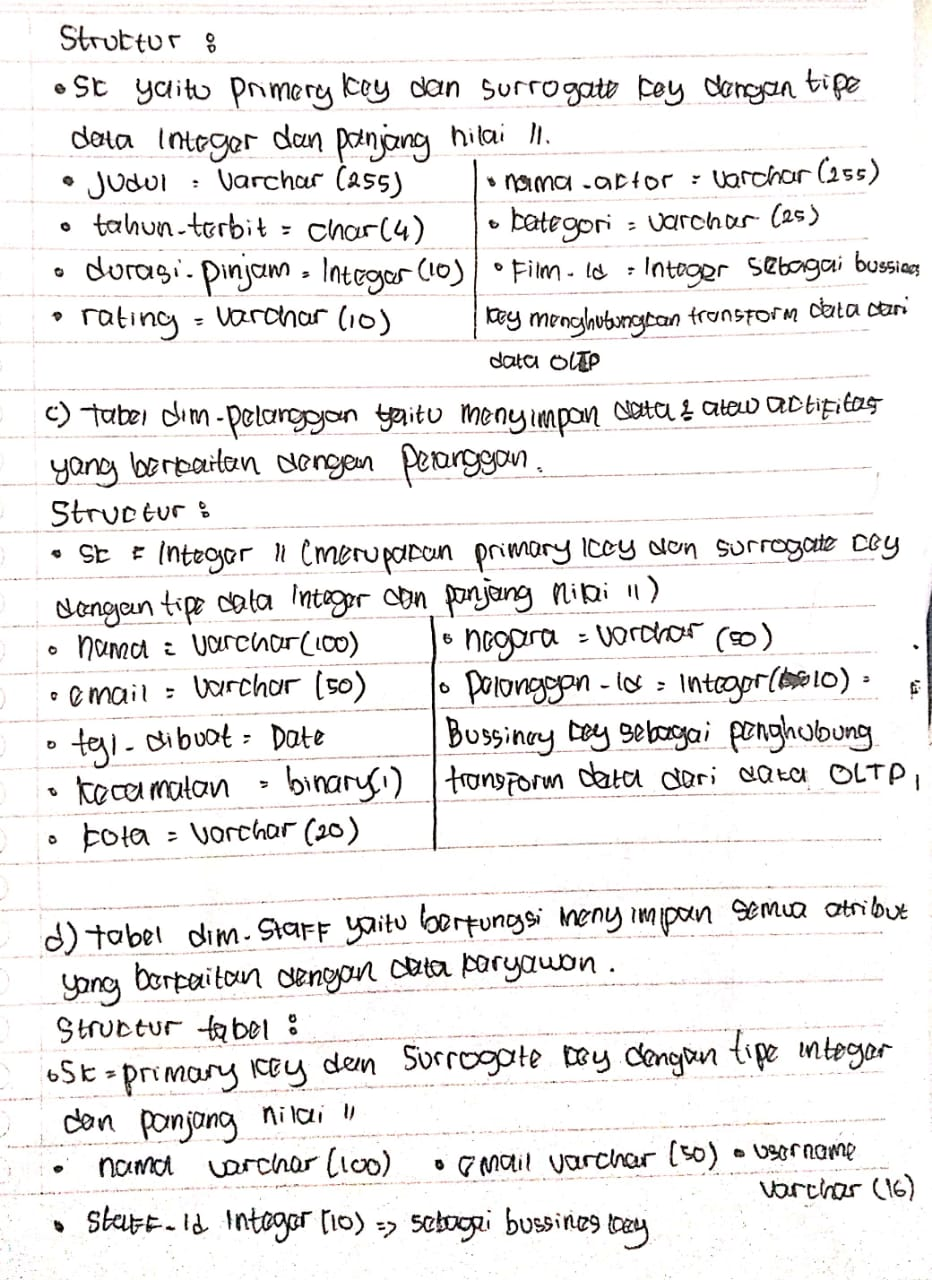 Struktur :
• SK yaitu Primery key dan surrogate key dengan tipe
data Integer dan panjang nilai 11.
• Judul : Varchar (255)
• tahun-terbit = char(4)
• durasi-pinjam = Integer (10)
• rating = Varchar (10)
• nama-actor = Varchar (255)
• kategori = varchar (25)
• Film-Id = Integer sebagai bussines
key menghubungkan transform data dari
data OLTP
c) tabel dim-pelanggan yaitu menyimpan data2 atau actifitas
yang berkaitan dengan Pelanggan.
Structur :
• SK = Integer 11 (merupakan primary key dan surrogate key
dengan tipe data Integer dan panjang nilai 11)
• nama = Varchar (100)
• email = Varchar (50)
• tgl-dibuat = Date
• kecamatan = binary(1)
• kota = Varchar (20)
• negara = Varchar (50)
• Pelanggan-Id = Integer(10) =
Bussiney key sebagai penghubung
transform data dari data OLTP,
d) tabel dim-Staff yaitu berfungsi menyimpan semua atribut
yang berkaitan dengan data karyawan.
Struktur tabel :
• SK = primary key dan Surrogate key dengan tipe integer
dan panjang nilai 11
• nama varchar (100) • email varchar (50) • username
Varchar (16)
• Staff-Id Integer (10) => sebagai bussines key